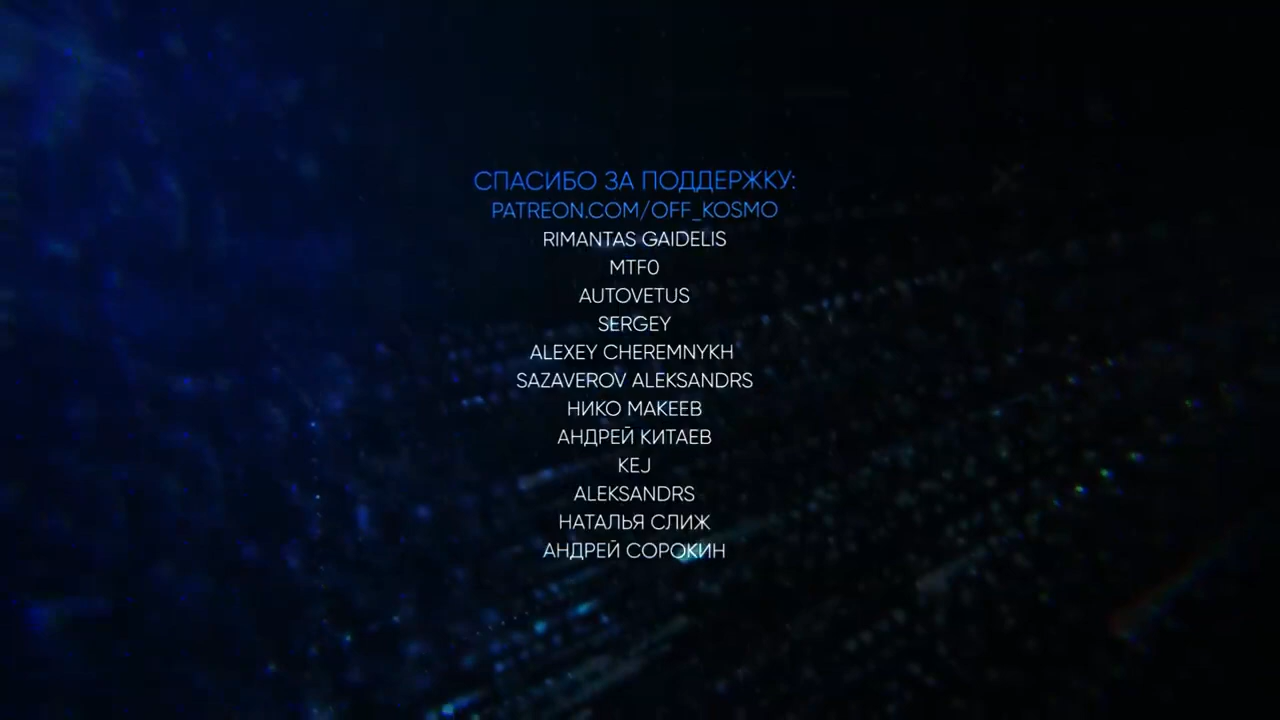 СПАСИБО ЗА ПОДДЕРЖКУ:
PATREON.COM/OFF_KOSMO
RIMANTAS GAIDELIS
MTF0
AUTOVETUS
SERGEY
ALEXEY CHEREMNYKH
SAZAVEROV ALEKSANDRS
НИКО МАКЕЕВ
АНДРЕЙ КИТАЕВ
KEJ
ALEKSANDRS
НАТАЛЬЯ СЛИЖ
АНДРЕЙ СОРОКИН